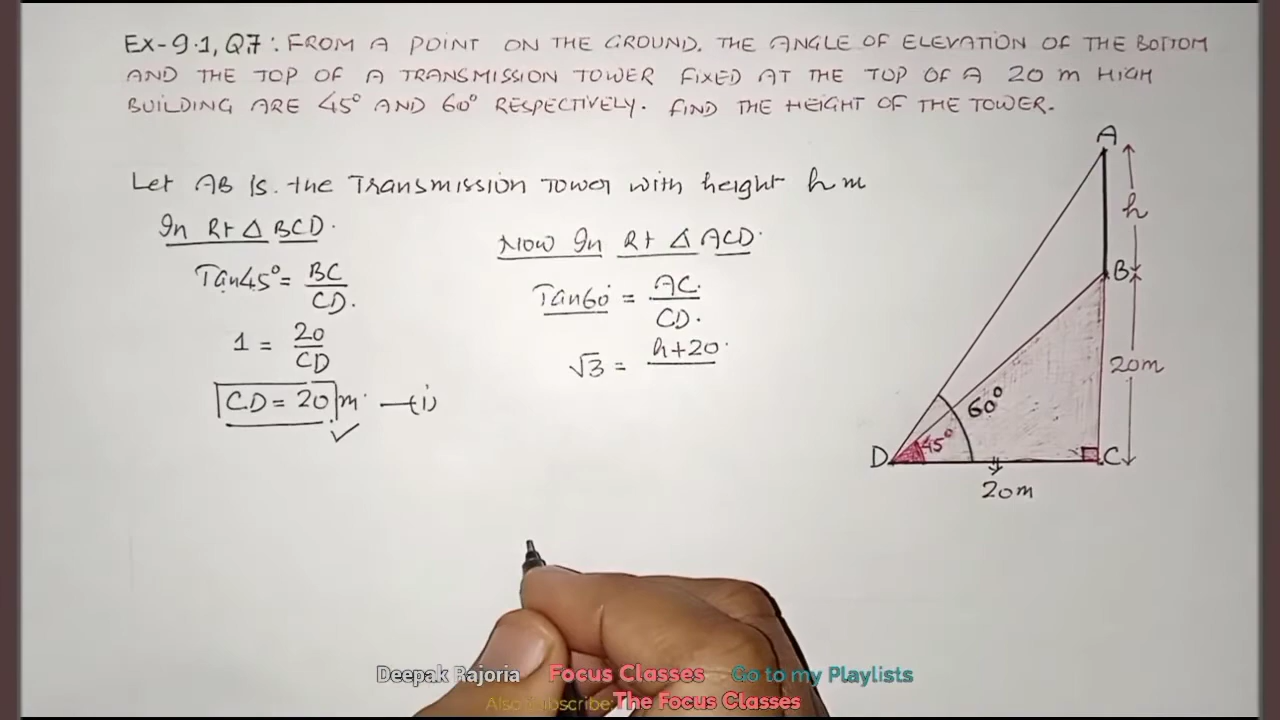 EX-9.1, Q7: FROM A POINT ON THE GROUND, THE ANGLE OF ELEVATION OF THE BOTTOM
AND THE TOP OF A TRANSMISSION TOWER FIXED AT THE TOP OF A 20 m HIGH
BUILDING ARE 45° AND 60° RESPECTIVELY. FIND THE HEIGHT OF THE TOWER.
Let AB Is the Transmission Tower with height h m
In Rt △ BCD.
Tan45° = BC
CD.
1 = 20
CD
CD = 20 m —(i)
Now In Rt △ ACD.
Tan60° = AC.
CD.
√3 = h+20
A
h
B
20m
60°
45°
D
C
20m
Deepak Rajoria Focus Classes Go to my Playlists
Also Subscribe: The Focus Classes